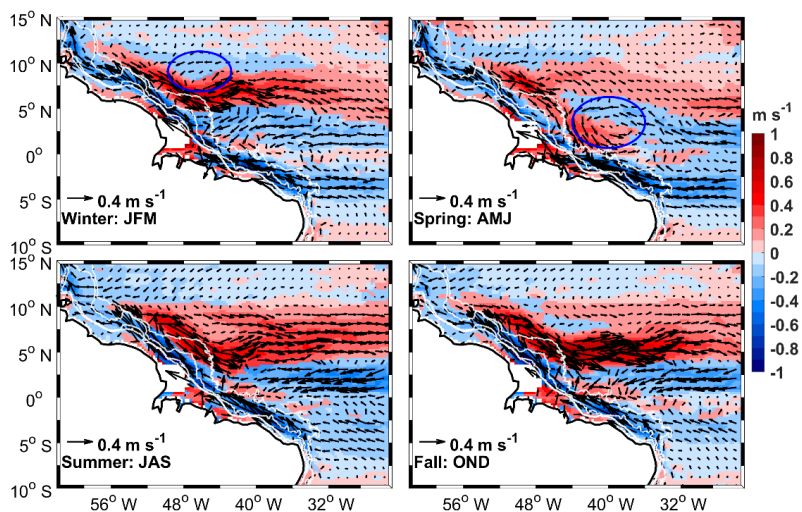 15° N
10° N
5° N
0°
5° S
10° S
0.4 m s-1
Winter: JFM
0.4 m s-1
Spring: AMJ
m s-1
1
0.8
0.6
0.4
0.2
0
-0.2
-0.4
-0.6
-0.8
-1
15° N
10° N
5° N
0°
5° S
10° S
0.4 m s-1
Summer: JAS
0.4 m s-1
Fall: OND
56° W 48° W 40° W 32° W
56° W 48° W 40° W 32° W